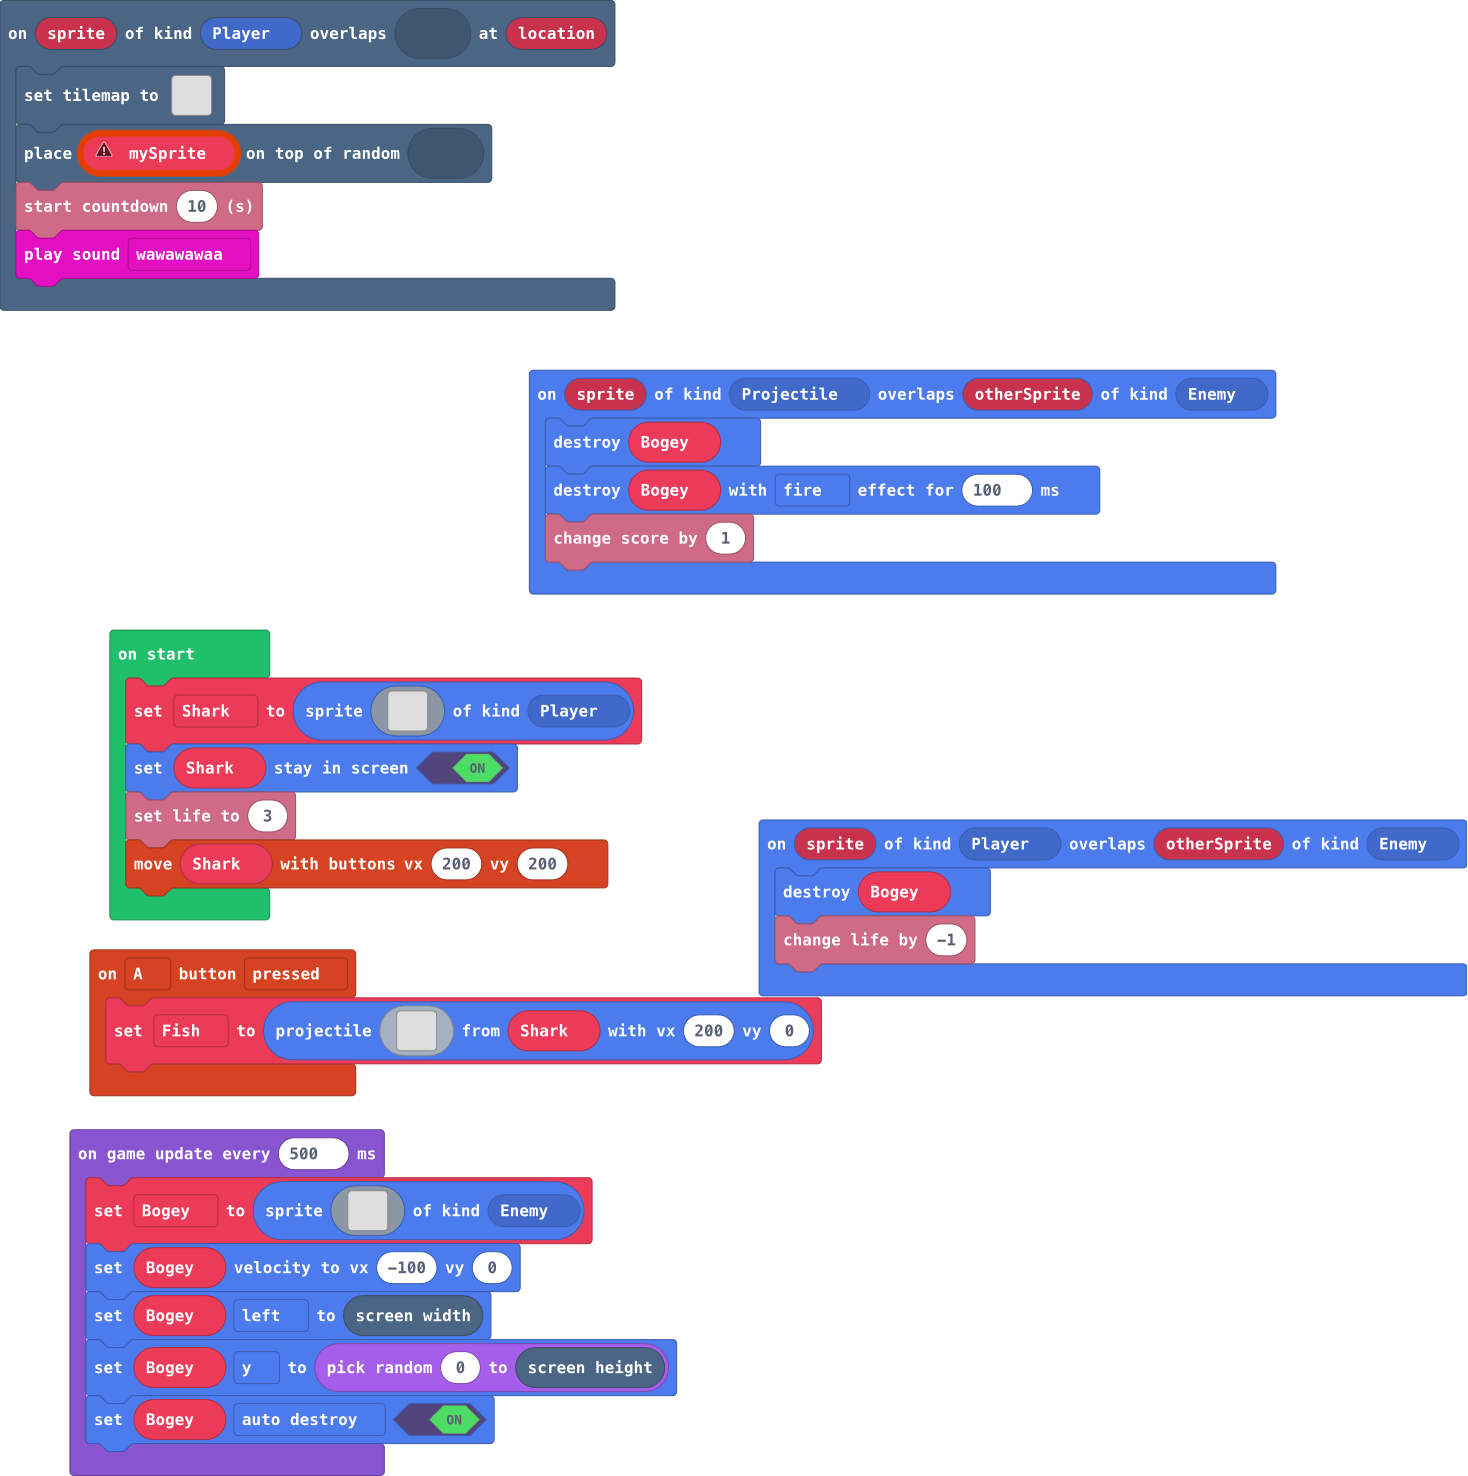 on sprite of kind Player overlaps at location
set tilemap to
place mySprite on top of random
start countdown 10 (s)
play sound wawawawaa
on sprite of kind Projectile overlaps otherSprite of kind Enemy
destroy Bogey
destroy Bogey with fire effect for 100 ms
change score by 1
on start
set Shark to sprite of kind Player
set Shark stay in screen ON
set life to 3
move Shark with buttons vx 200 vy 200
on sprite of kind Player overlaps otherSprite of kind Enemy
destroy Bogey
change life by −1
on A button pressed
set Fish to projectile from Shark with vx 200 vy 0
on game update every 500 ms
set Bogey to sprite of kind Enemy
set Bogey velocity to vx −100 vy 0
set Bogey left to screen width
set Bogey y to pick random 0 to screen height
set Bogey auto destroy ON